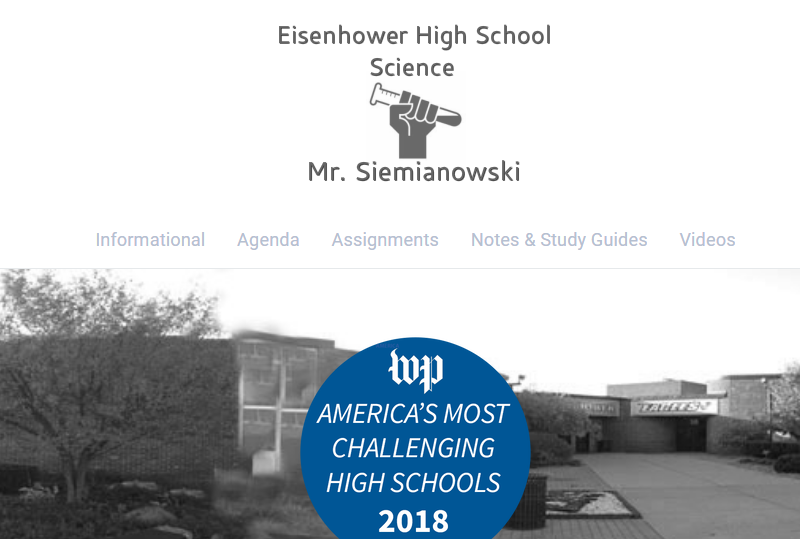 Eisenhower High School
Science
Mr. Siemianowski
Informational Agenda Assignments Notes & Study Guides Videos
wp
AMERICA'S MOST
CHALLENGING
HIGH SCHOOLS
2018
EAGLES